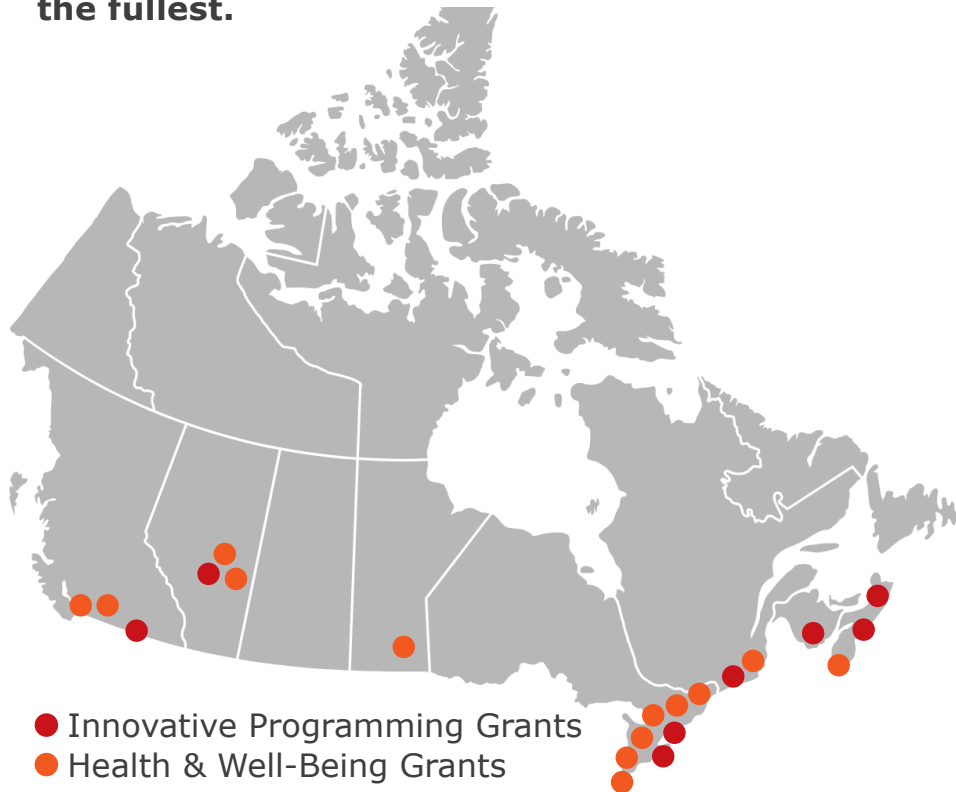 the fullest.
Innovative Programming Grants
Health & Well-Being Grants